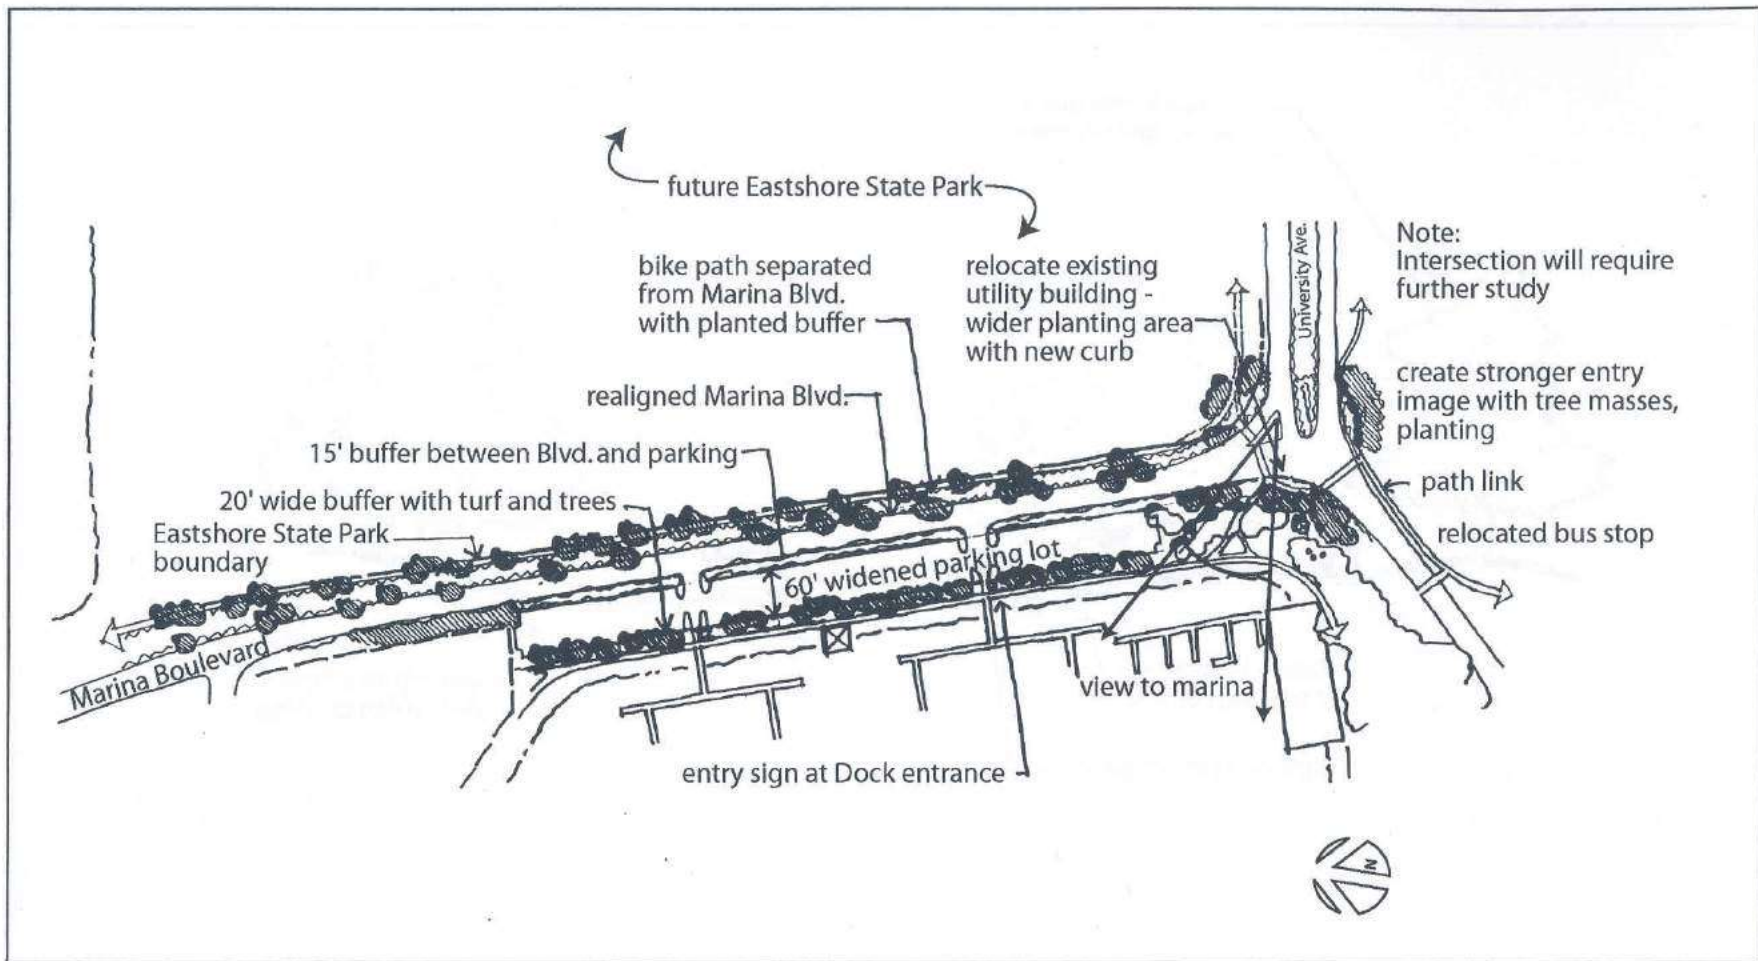 future Eastshore State Park
bike path separated
from Marina Blvd.
with planted buffer
relocate existing
utility building -
wider planting area
with new curb
University Ave.
Note:
Intersection will require
further study
realigned Marina Blvd.
create stronger entry
image with tree masses,
planting
15' buffer between Blvd. and parking
20' wide buffer with turf and trees
path link
Eastshore State Park
boundary
relocated bus stop
60' widened parking lot
Marina Boulevard
view to marina
entry sign at Dock entrance
N